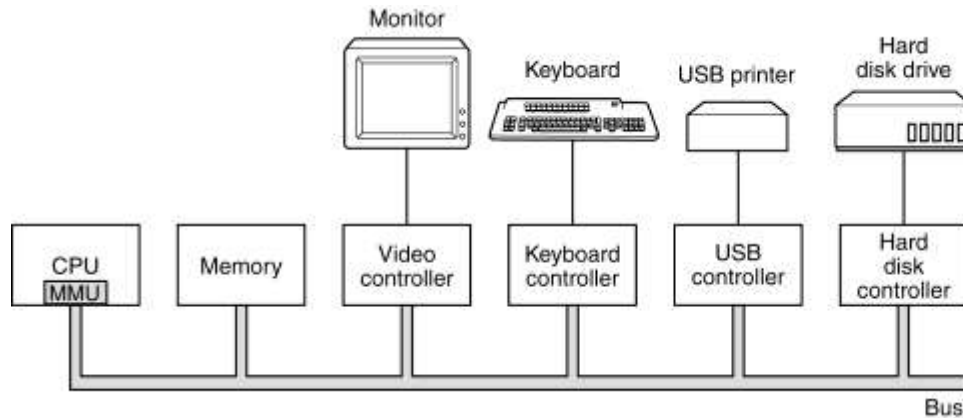 Monitor
Keyboard
USB printer
Hard
disk drive
CPU
MMU
Memory
Video
controller
Keyboard
controller
USB
controller
Hard
disk
controller
Bus